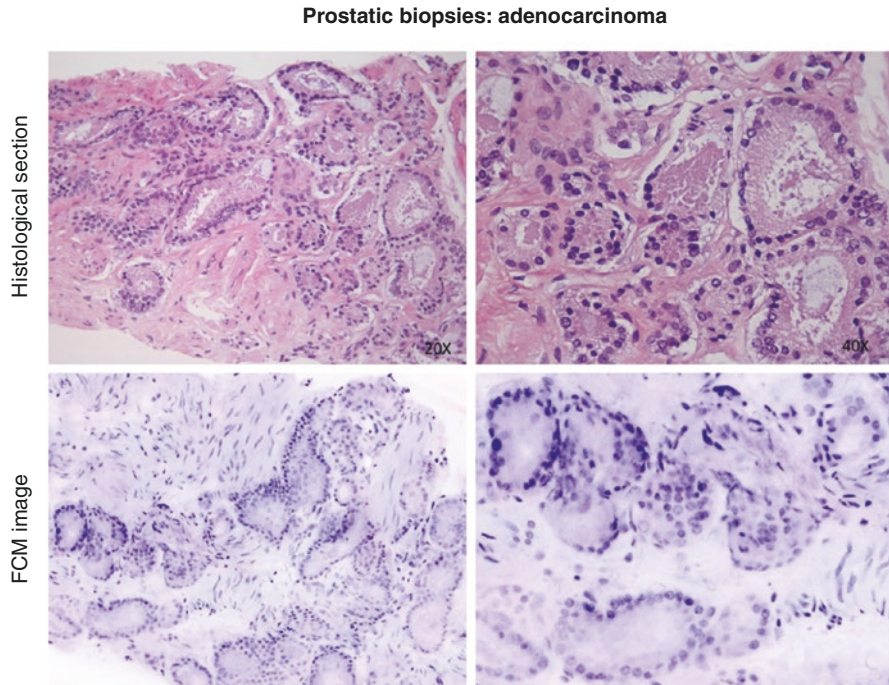 Prostatic biopsies: adenocarcinoma
Histological section
20X
40X
FCM image